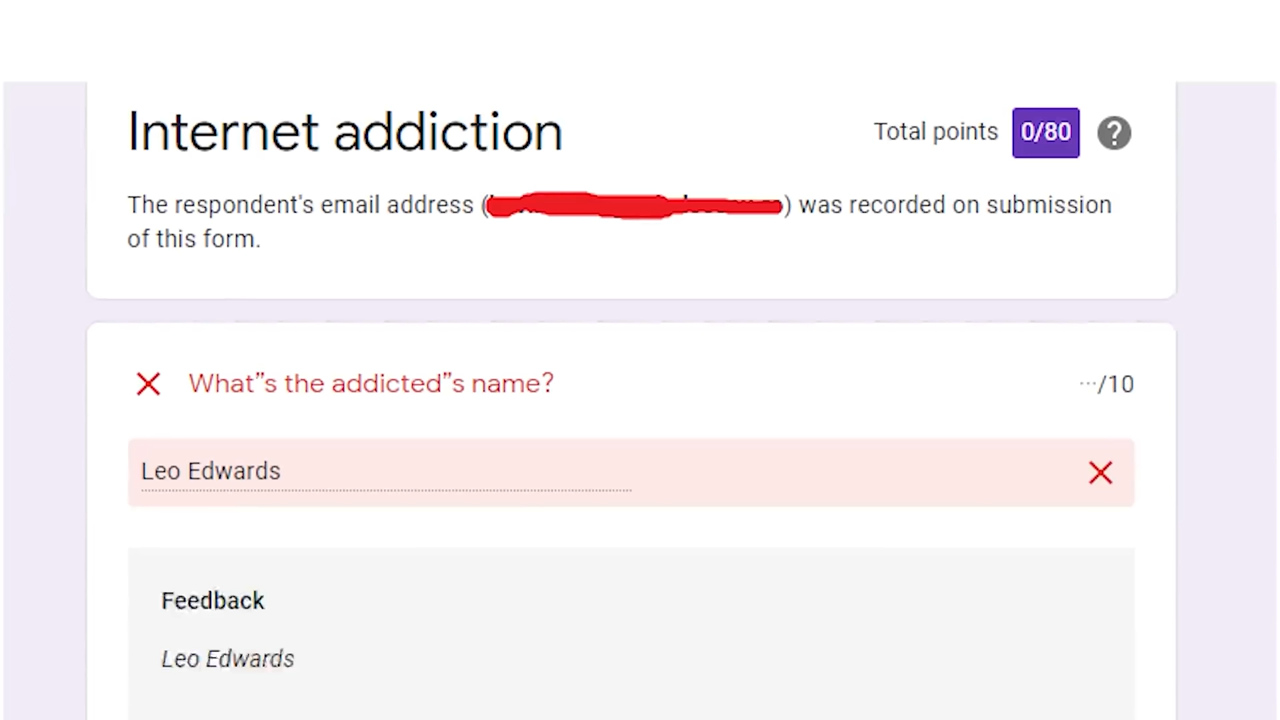 Internet addiction
Total points 0/80
The respondent's email address () was recorded on submission
of this form.
What”s the addicted”s name?
···/10
Leo Edwards
Feedback
Leo Edwards